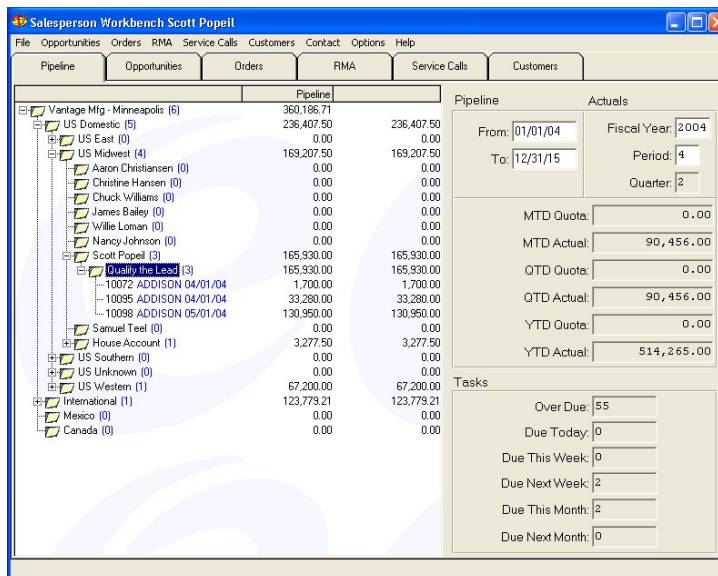 Salesperson Workbench Scott Popeil
File Opportunities Orders RMA Service Calls Customers Contact Options Help
Pipeline Opportunities Orders RMA Service Calls Customers
Pipeline
Vantage Mfg - Minneapolis (6) 360,186.71
US Domestic (5) 236,407.50 236,407.50
US East (0) 0.00 0.00
US Midwest (4) 169,207.50 169,207.50
Aaron Christiansen (0) 0.00 0.00
Christine Hansen (0) 0.00 0.00
Chuck Williams (0) 0.00 0.00
James Bailey (0) 0.00 0.00
Willie Loman (0) 0.00 0.00
Nancy Johnson (0) 0.00 0.00
Scott Popeil (3) 165,930.00 165,930.00
Qualify the Lead (3) 165,930.00 165,930.00
10072 ADDISON 04/01/04 1,700.00 1,700.00
10095 ADDISON 04/01/04 33,280.00 33,280.00
10098 ADDISON 05/01/04 130,950.00 130,950.00
Samuel Teel (0) 0.00 0.00
House Account (1) 3,277.50 3,277.50
US Southern (0) 0.00 0.00
US Unknown (0) 0.00 0.00
US Western (1) 67,200.00 67,200.00
International (1) 123,779.21 123,779.21
Mexico (0) 0.00 0.00
Canada (0) 0.00 0.00
Pipeline Actuals
From: 01/01/04 Fiscal Year: 2004
To: 12/31/15 Period: 4
Quarter: 2
MTD Quota: 0.00
MTD Actual: 90,456.00
QTD Quota: 0.00
QTD Actual: 90,456.00
YTD Quota: 0.00
YTD Actual: 514,265.00
Tasks
Over Due: 55
Due Today: 0
Due This Week: 0
Due Next Week: 2
Due This Month: 2
Due Next Month: 0